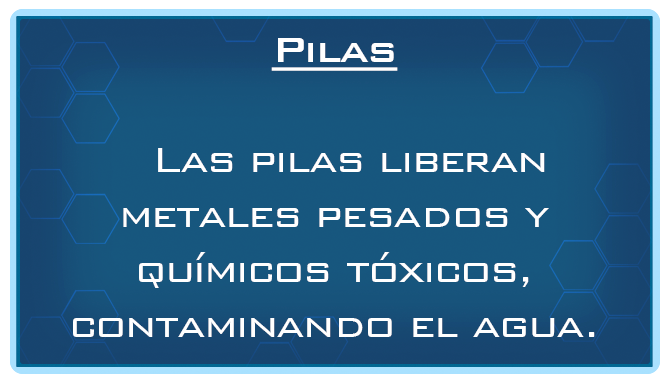 Pilas
Las pilas liberan
metales pesados y
químicos tóxicos,
contaminando el agua.